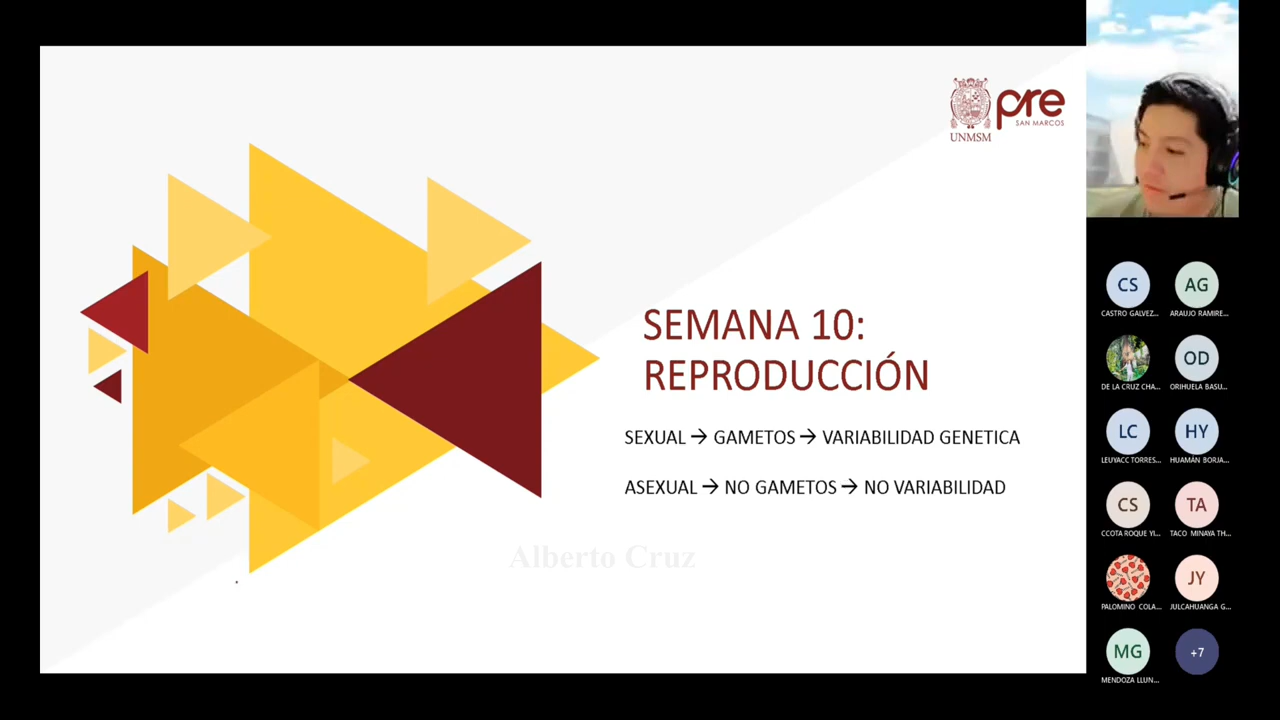 UNMSM
pre
SAN MARCOS
SEMANA 10:
REPRODUCCIÓN
SEXUAL → GAMETOS → VARIABILIDAD GENETICA
ASEXUAL → NO GAMETOS → NO VARIABILIDAD
Alberto Cruz
CS AG
CASTRO GALVEZ... ARAUJO RAMIRE...
OD
DE LA CRUZ CHA... ORIHUELA BASU...
LC HY
LEUYACC TORRES... HUAMÁN BORJA...
CS TA
CCOTA ROQUE YI... TACO MINAYA TH...
JY
PALOMINO COLA... JULCAHUANGA G...
MG +7
MENDOZA LLUN...